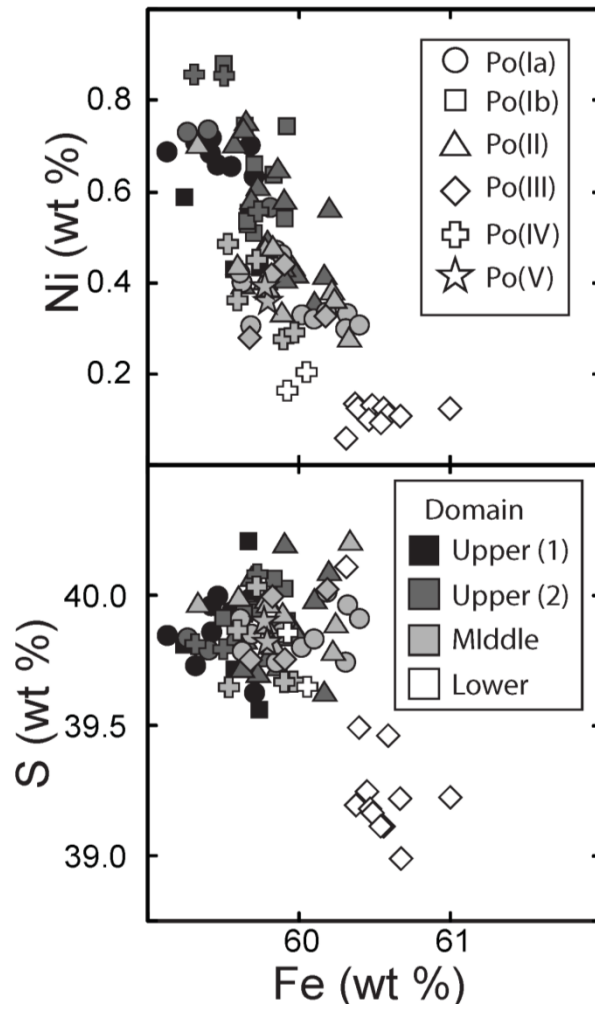 Ni (wt %)
0.8
0.6
0.4
0.2
Po(Ia)
Po(Ib)
Po(II)
Po(III)
Po(IV)
Po(V)
S (wt %)
40.0
39.5
39.0
Domain
Upper (1)
Upper (2)
MIddle
Lower
60
61
Fe (wt %)